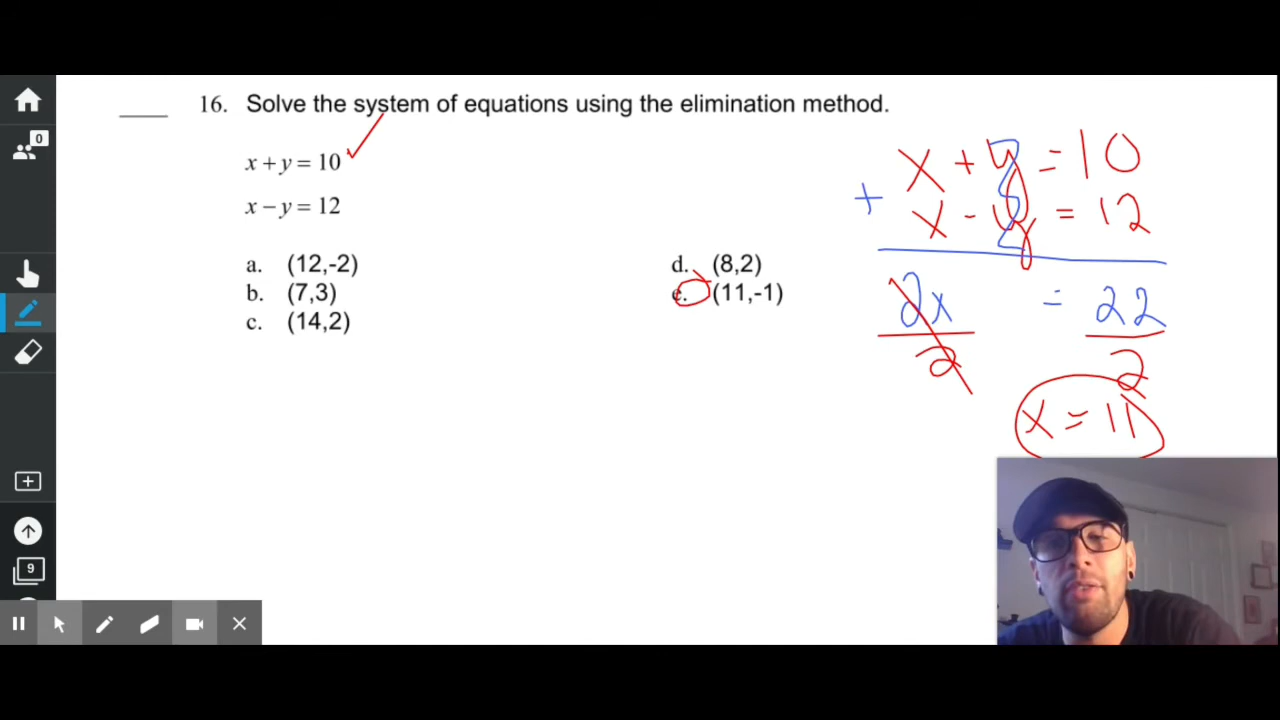 0
16. Solve the system of equations using the elimination method.
x + y = 10
x − y = 12
a. (12,-2)
b. (7,3)
c. (14,2)
d. (8,2)
e. (11,-1)
x + y = 10
+ x - y = 12
2x = 22
2 2
x = 11
9